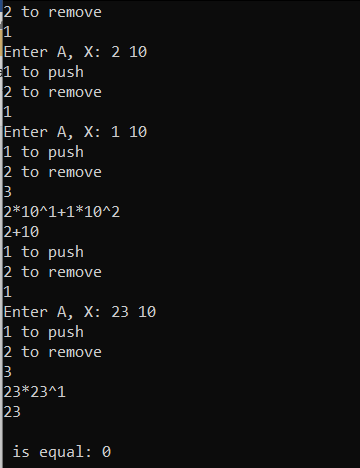 2 to remove
1
Enter A, X: 2 10
1 to push
2 to remove
1
Enter A, X: 1 10
1 to push
2 to remove
3
2*10^1+1*10^2
2+10
1 to push
2 to remove
1
Enter A, X: 23 10
1 to push
2 to remove
3
23*23^1
23

 is equal: 0